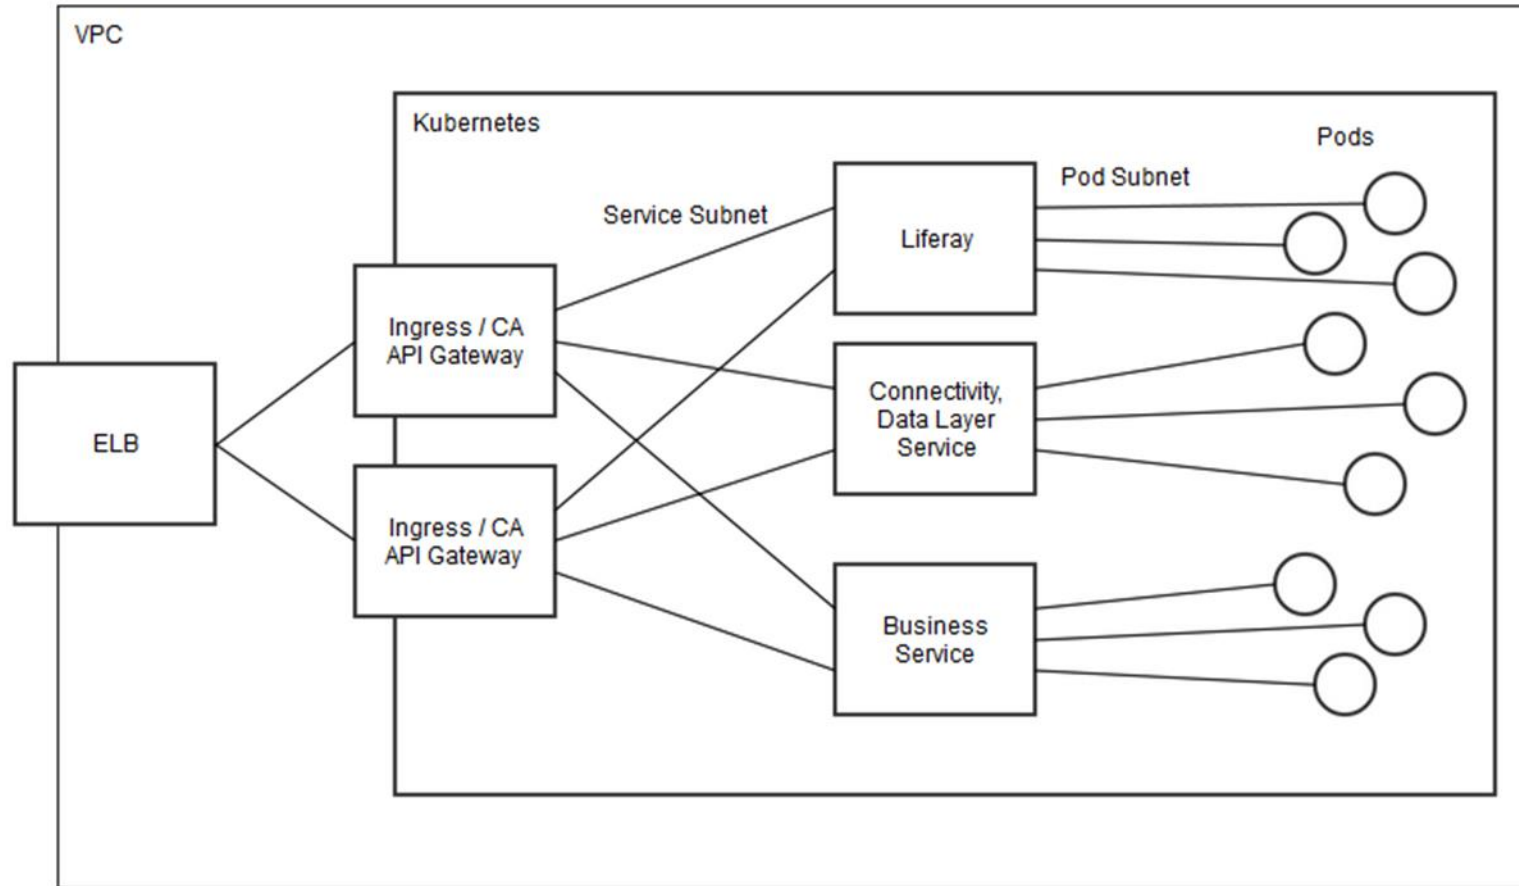 VPC
Kubernetes
Pods
Pod Subnet
Service Subnet
Liferay
Ingress / CA
API Gateway
Connectivity,
Data Layer
Service
ELB
Ingress / CA
API Gateway
Business
Service